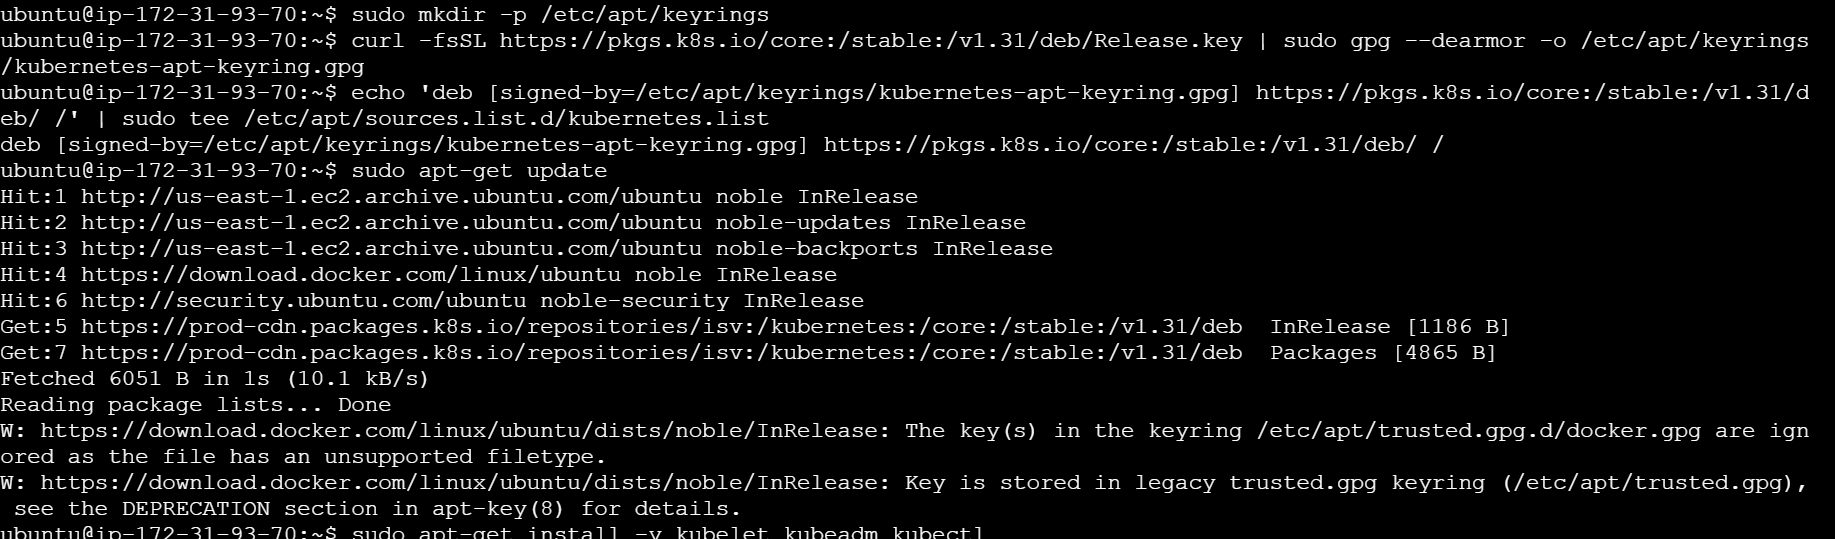 ubuntu@ip-172-31-93-70:~$ sudo mkdir -p /etc/apt/keyrings
ubuntu@ip-172-31-93-70:~$ curl -fsSL https://pkgs.k8s.io/core:/stable:/v1.31/deb/Release.key | sudo gpg --dearmor -o /etc/apt/keyrings
/kubernetes-apt-keyring.gpg
ubuntu@ip-172-31-93-70:~$ echo 'deb [signed-by=/etc/apt/keyrings/kubernetes-apt-keyring.gpg] https://pkgs.k8s.io/core:/stable:/v1.31/d
eb/ /' | sudo tee /etc/apt/sources.list.d/kubernetes.list
deb [signed-by=/etc/apt/keyrings/kubernetes-apt-keyring.gpg] https://pkgs.k8s.io/core:/stable:/v1.31/deb/ /
ubuntu@ip-172-31-93-70:~$ sudo apt-get update
Hit:1 http://us-east-1.ec2.archive.ubuntu.com/ubuntu noble InRelease
Hit:2 http://us-east-1.ec2.archive.ubuntu.com/ubuntu noble-updates InRelease
Hit:3 http://us-east-1.ec2.archive.ubuntu.com/ubuntu noble-backports InRelease
Hit:4 https://download.docker.com/linux/ubuntu noble InRelease
Hit:6 http://security.ubuntu.com/ubuntu noble-security InRelease
Get:5 https://prod-cdn.packages.k8s.io/repositories/isv:/kubernetes:/core:/stable:/v1.31/deb  InRelease [1186 B]
Get:7 https://prod-cdn.packages.k8s.io/repositories/isv:/kubernetes:/core:/stable:/v1.31/deb  Packages [4865 B]
Fetched 6051 B in 1s (10.1 kB/s)
Reading package lists... Done
W: https://download.docker.com/linux/ubuntu/dists/noble/InRelease: The key(s) in the keyring /etc/apt/trusted.gpg.d/docker.gpg are ign
ored as the file has an unsupported filetype.
W: https://download.docker.com/linux/ubuntu/dists/noble/InRelease: Key is stored in legacy trusted.gpg keyring (/etc/apt/trusted.gpg),
 see the DEPRECATION section in apt-key(8) for details.
ubuntu@ip-172-31-93-70:~$ sudo apt-get install -y kubelet kubeadm kubectl